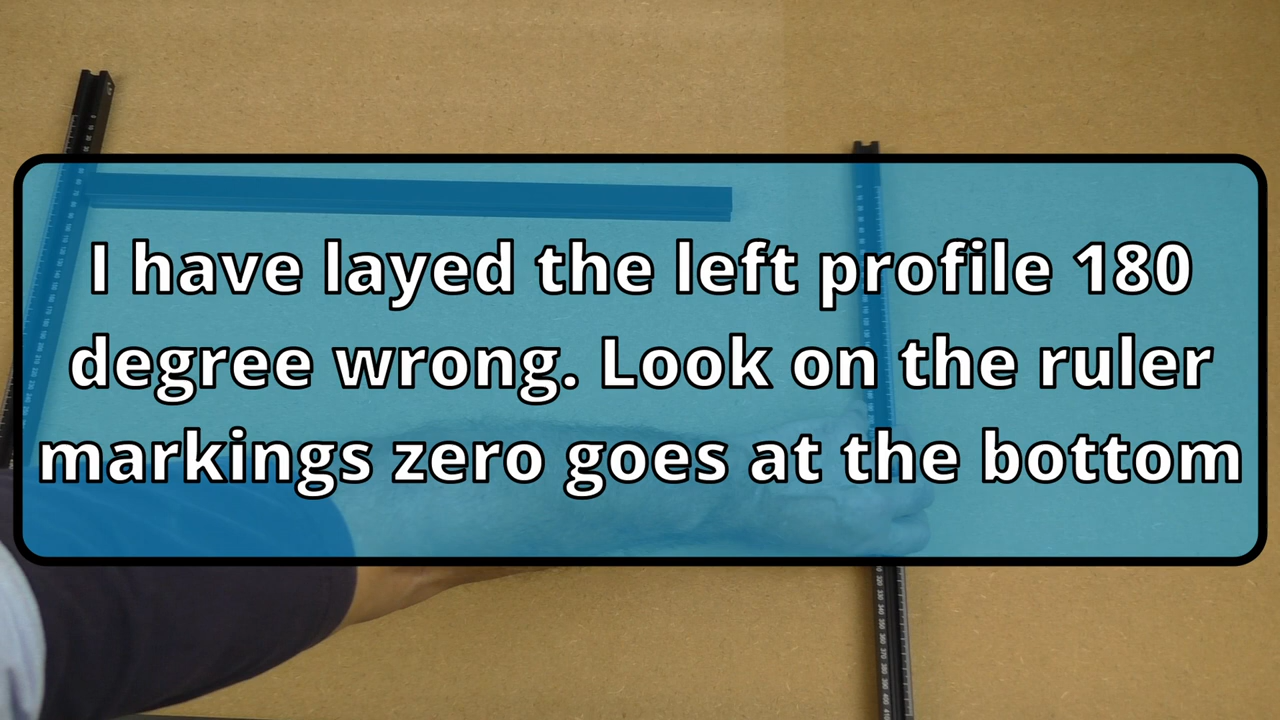 I have layed the left profile 180
degree wrong. Look on the ruler
markings zero goes at the bottom